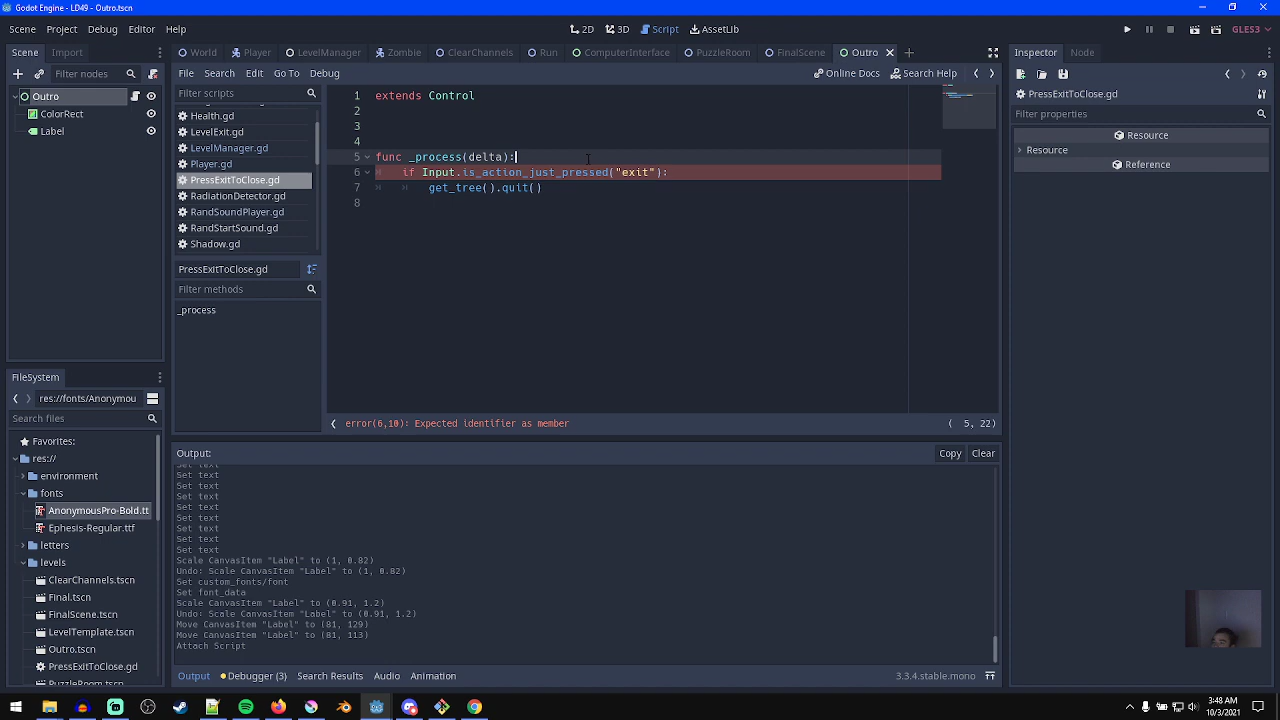 Godot Engine - LD49 - Outro.tscn
Scene Project Debug Editor Help
2D 3D Script AssetLib
GLES3
Scene Import
World Player LevelManager Zombie ClearChannels Run ComputerInterface PuzzleRoom FinalScene Outro
Inspector Node
Filter nodes
File Search Edit Go To Debug
Online Docs Search Help
Outro
ColorRect
Label
Filter scripts
Health.gd
LevelExit.gd
LevelManager.gd
Player.gd
PressExitToClose.gd
RadiationDetector.gd
RandSoundPlayer.gd
RandStartSound.gd
Shadow.gd
PressExitToClose.gd
Filter methods
_process
1 extends Control
2
3
4
5 func _process(delta):
6 if Input.is_action_just_pressed("exit"):
7 get_tree().quit()
8
error(6,10): Expected identifier as member
( 5, 22)
PressExitToClose.gd
Filter properties
Resource
Resource
Reference
FileSystem
res://fonts/Anonymou
Search files
Favorites:
res://
environment
fonts
AnonymousPro-Bold.tt
Ephesis-Regular.ttf
letters
levels
ClearChannels.tscn
Final.tscn
FinalScene.tscn
LevelTemplate.tscn
Outro.tscn
PressExitToClose.gd
PuzzleRoom.tscn
Output:
Copy Clear
Set text
Set text
Set text
Set text
Set text
Set text
Set text
Set text
Set text
Scale CanvasItem "Label" to (1, 0.82)
Undo: Scale CanvasItem "Label" to (1, 0.82)
Set custom_fonts/font
Set font_data
Scale CanvasItem "Label" to (0.91, 1.2)
Undo: Scale CanvasItem "Label" to (0.91, 1.2)
Move CanvasItem "Label" to (81, 129)
Move CanvasItem "Label" to (81, 113)
Attach Script
Output Debugger (3) Search Results Audio Animation
3.3.4.stable.mono
3:48 AM
10/3/2021